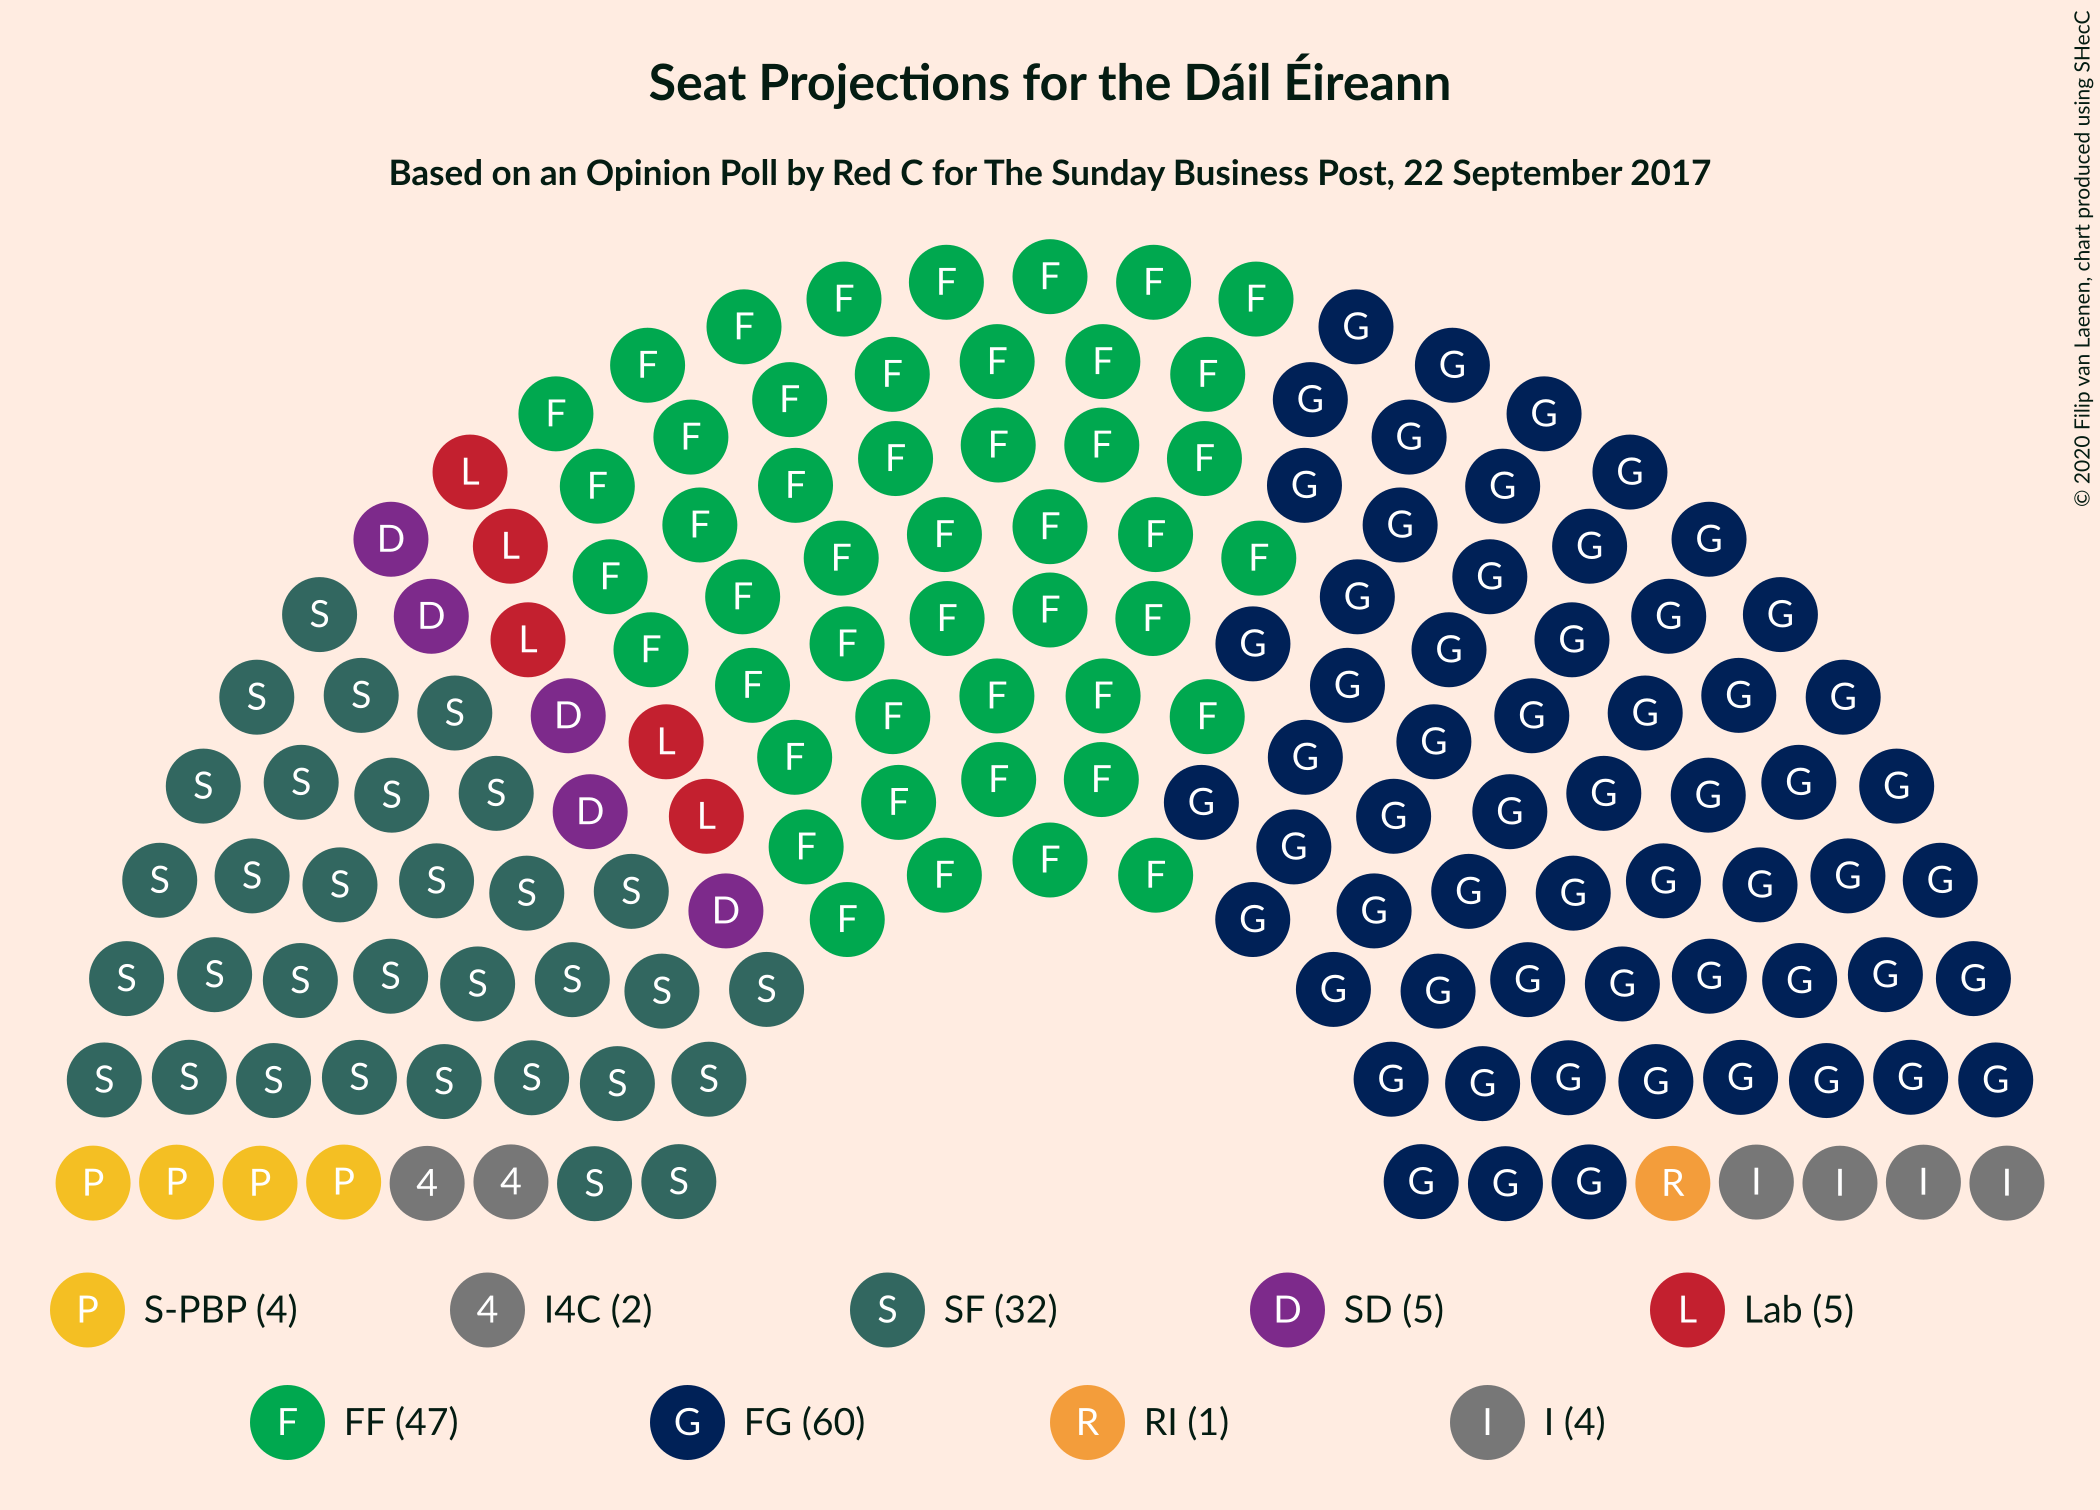 Seat Projections for the Dáil Éireann
Based on an Opinion Poll by Red C for The Sunday Business Post, 22 September 2017
© 2020 Filip van Laenen, chart produced using SHecC
F F F F F
F F G
F F F F F G
F F G G
F F F F G
L F F G G G
F F F F G G
D L F F F F G G G
S D F F F F G G G
S S L F F F F G G G G
S D F F F F F G G G G G
S S S L F F G G G G G
S S D L F F F F G G G G G G
S S S S S F F F F G G G G G G
S D F F G G
S S S S S S S S G G G G G G G G
S S S S S S S S G G G G G G G G
P P P P 4 4 S S G G G R I I I I
P S-PBP (4) 4 I4C (2) S SF (32) D SD (5) L Lab (5)
F FF (47) G FG (60) R RI (1) I I (4)